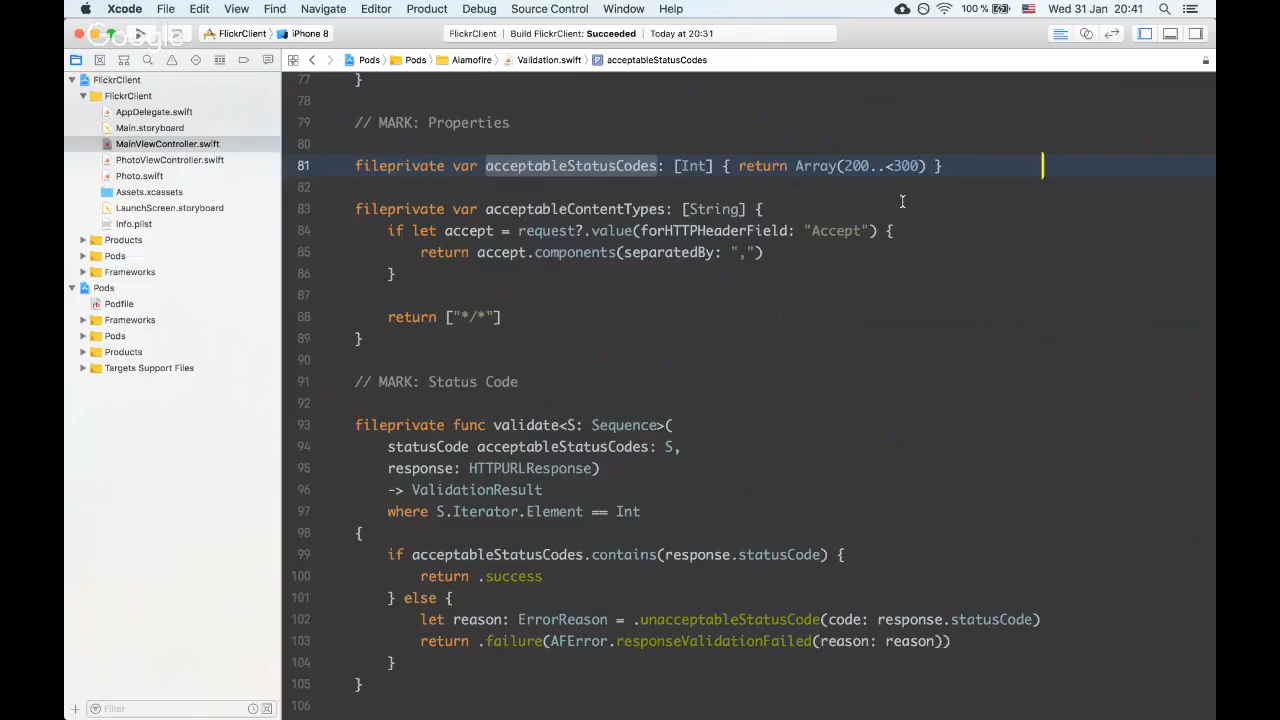 Xcode File Edit View Find Navigate Editor Product Debug Source Control Window Help 100 % Wed 31 Jan 20:41
Google
FlickrClient iPhone 8 FlickrClient Build FlickrClient: Succeeded Today at 20:31
Pods Pods Alamofire Validation.swift acceptableStatusCodes
FlickrClient
FlickrClient
AppDelegate.swift
Main.storyboard
MainViewController.swift
PhotoViewController.swift
Photo.swift
Assets.xcassets
LaunchScreen.storyboard
Info.plist
Products
Pods
Frameworks
Pods
Podfile
Frameworks
Pods
Products
Targets Support Files
Filter
77 }
78
79 // MARK: Properties
80
81 fileprivate var acceptableStatusCodes: [Int] { return Array(200..<300) }
82
83 fileprivate var acceptableContentTypes: [String] {
84 if let accept = request?.value(forHTTPHeaderField: "Accept") {
85 return accept.components(separatedBy: ",")
86 }
87
88 return ["*/*"]
89 }
90
91 // MARK: Status Code
92
93 fileprivate func validate<S: Sequence>(
94 statusCode acceptableStatusCodes: S,
95 response: HTTPURLResponse)
96 -> ValidationResult
97 where S.Iterator.Element == Int
98 {
99 if acceptableStatusCodes.contains(response.statusCode) {
100 return .success
101 } else {
102 let reason: ErrorReason = .unacceptableStatusCode(code: response.statusCode)
103 return .failure(AFError.responseValidationFailed(reason: reason))
104 }
105 }
106